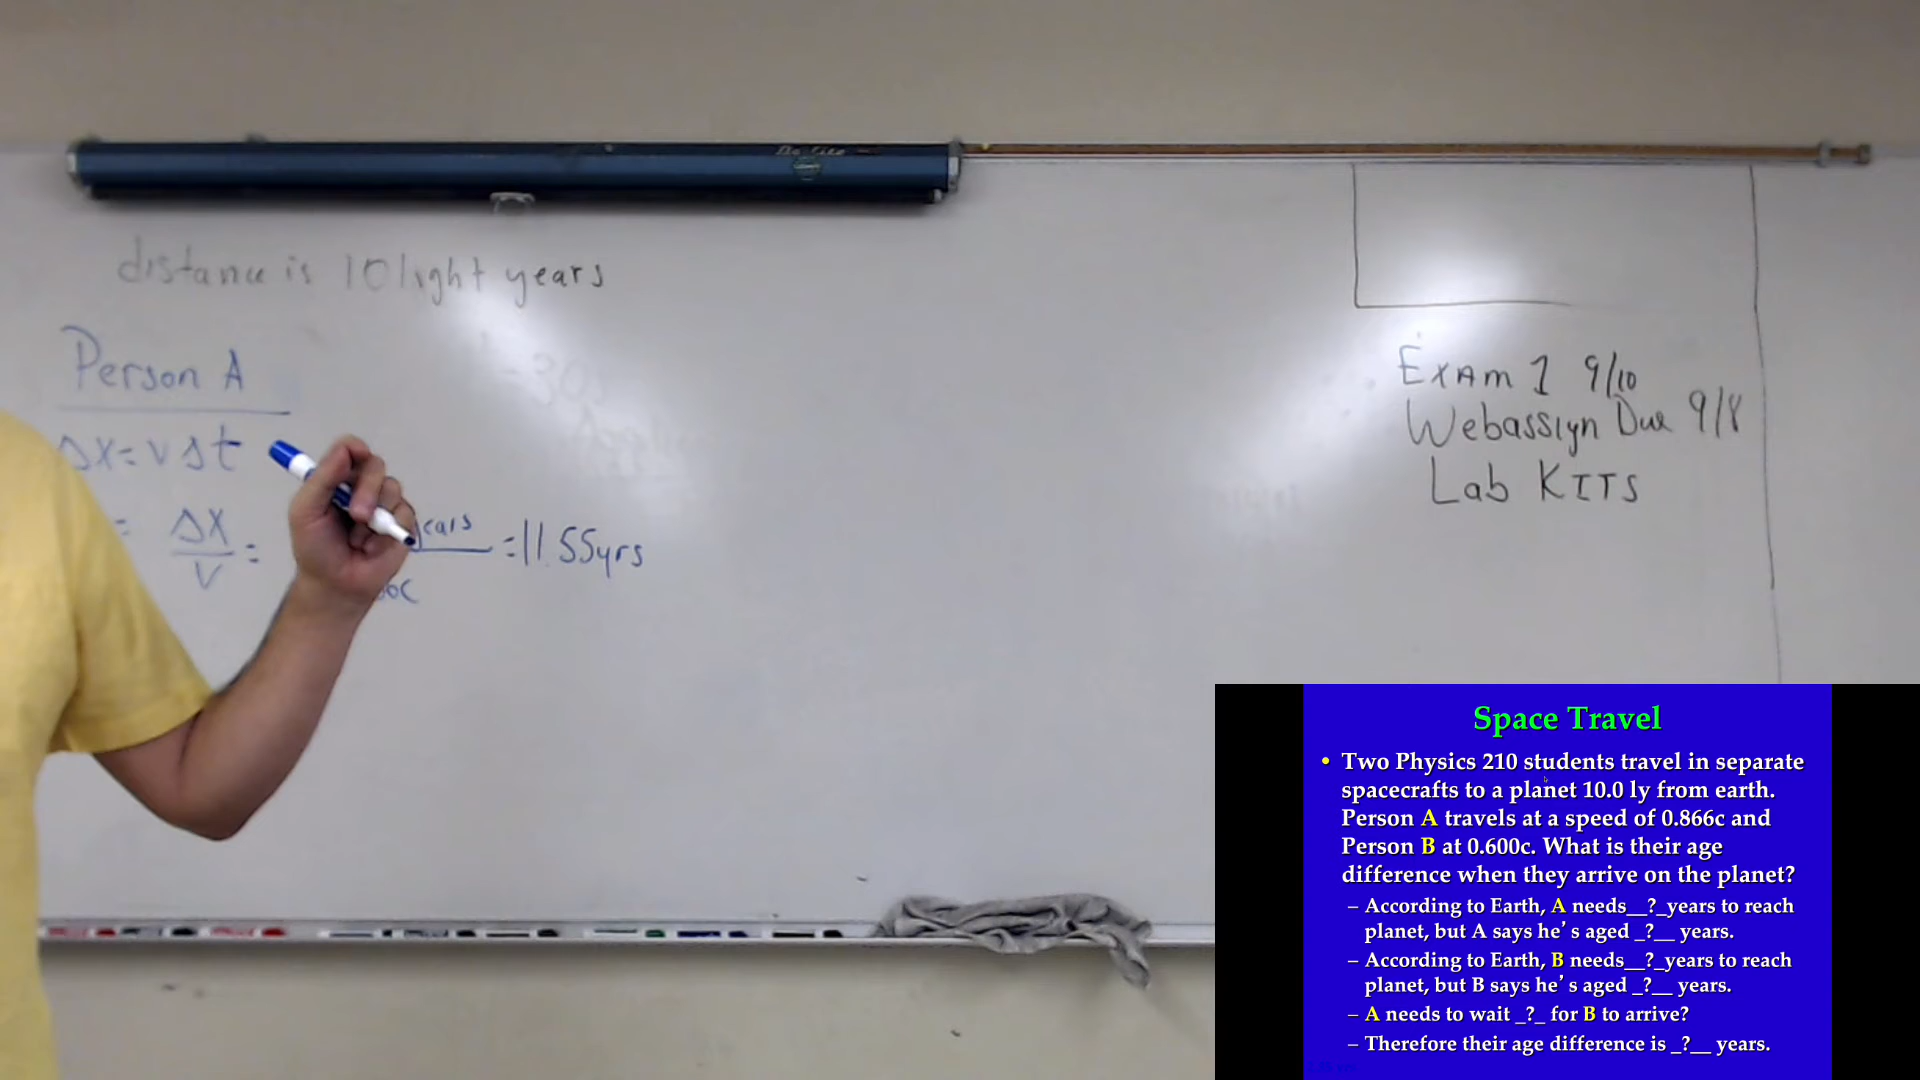 distance is 10 light years
Person A
Δx = vΔt
= Δx/v = years = 11.55yrs
Exam 1 9/10
Webassign Due 9/8
Lab KITS
Space Travel
• Two Physics 210 students travel in separate
spacecrafts to a planet 10.0 ly from earth.
Person A travels at a speed of 0.866c and
Person B at 0.600c. What is their age
difference when they arrive on the planet?
– According to Earth, A needs__?_years to reach
planet, but A says he's aged _?__ years.
– According to Earth, B needs__?_years to reach
planet, but B says he's aged _?__ years.
– A needs to wait _?_ for B to arrive?
– Therefore their age difference is _?__ years.